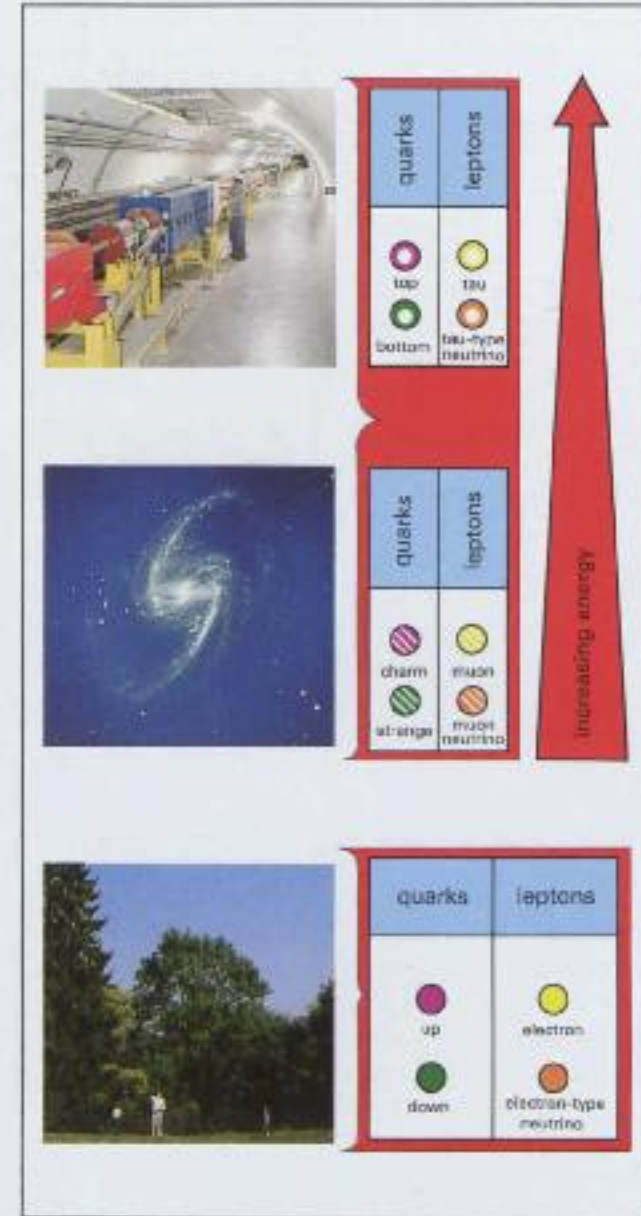 quarks
leptons
top
tau
bottom
tau-type
neutrino
quarks
leptons
charm
muon
strange
muon
neutrino
increasing energy
quarks
leptons
up
electron
down
electron-type
neutrino